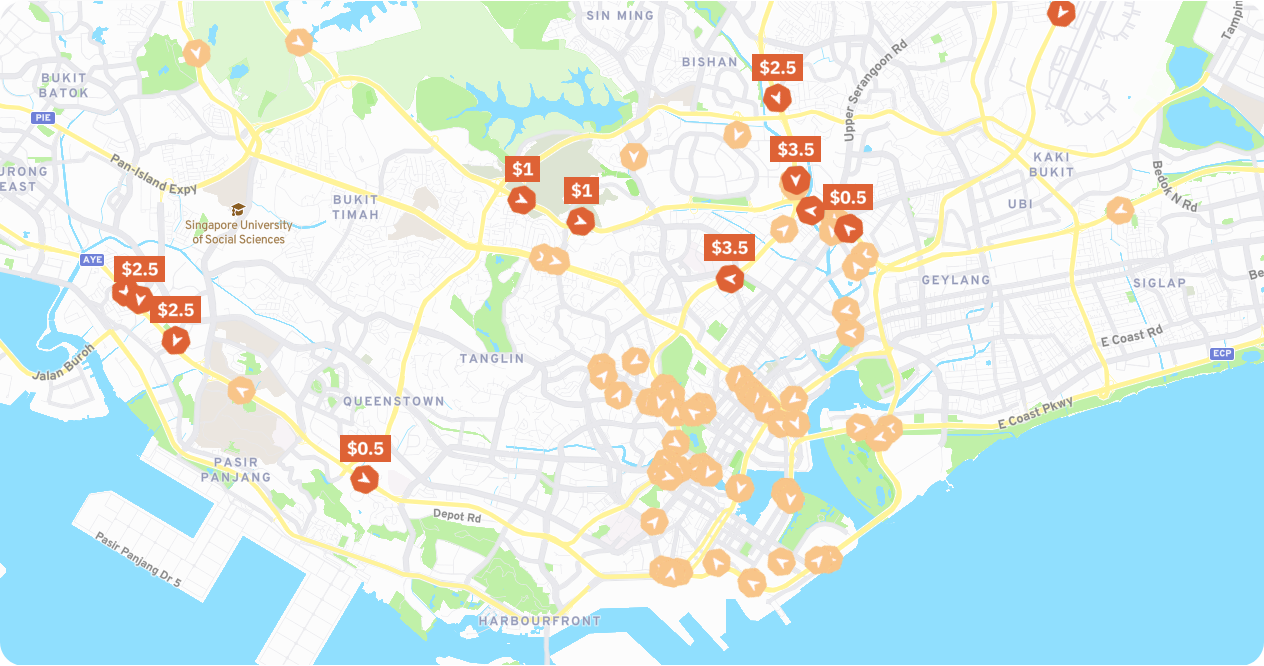 SIN MING
BISHAN
Upper Serangoon Rd
$2.5
BUKIT
BATOK
PIE
$3.5
Pan-Island Expy
$1
$1
KAKI
BUKIT
Bedok N Rd
EAST
BUKIT
TIMAH
$0.5
UBI
Singapore University
of Social Sciences
$3.5
AYE
$2.5
GEYLANG
SIGLAP
$2.5
E Coast Rd
ECP
Jalan Buroh
TANGLIN
QUEENSTOWN
E Coast Pkwy
$0.5
PASIR
PANJANG
Depot Rd
Pasir Panjang Dr 5
HARBOURFRONT